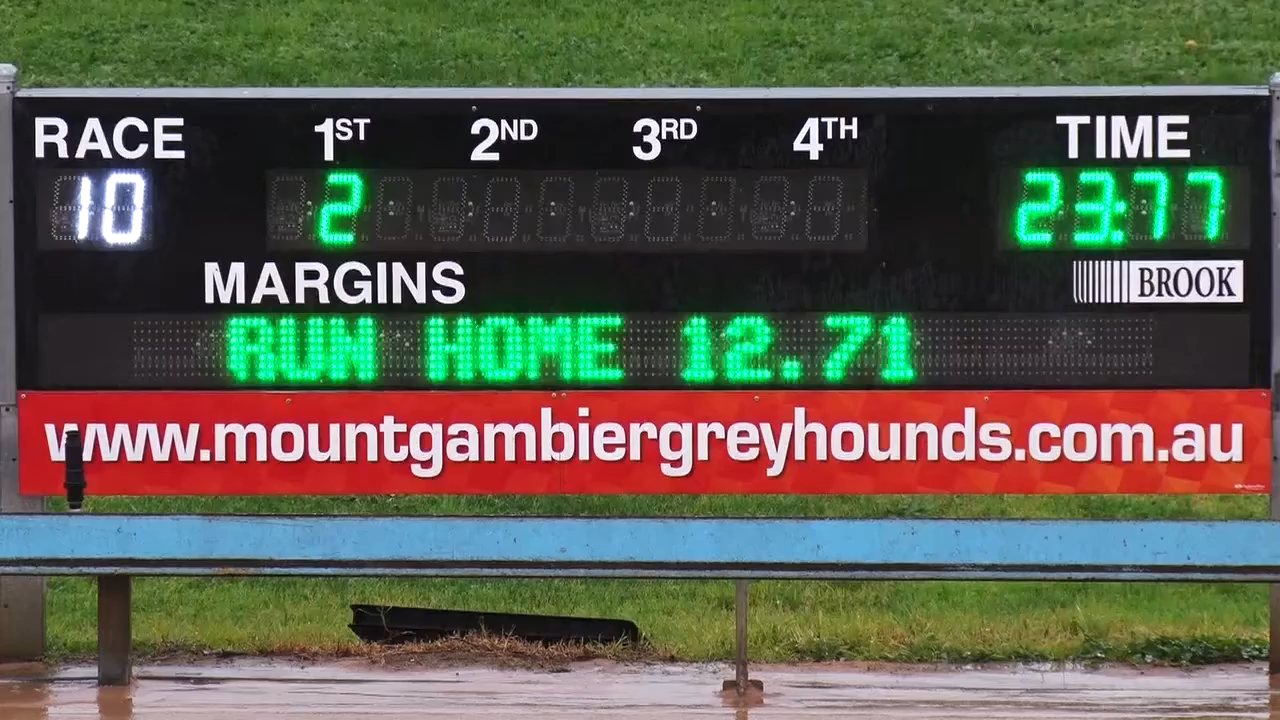 RACE 1ST 2ND 3RD 4TH TIME
10 2 23:77
MARGINS BROOK
RUN HOME 12.71
www.mountgambiergreyhounds.com.au